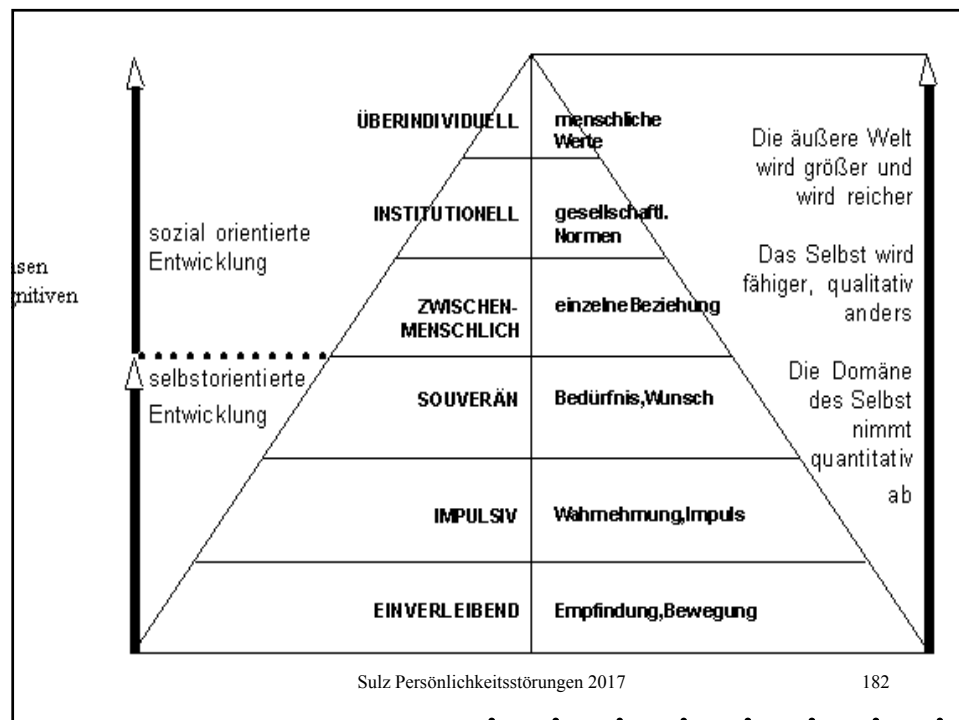 ÜBERINDIVIDUELL
menschliche
Werte
INSTITUTIONELL
gesellschaftl.
Normen
ZWISCHEN-
MENSCHLICH
einzelne Beziehung
SOUVERÄN
Bedürfnis,Wunsch
IMPULSIV
Wahrnehmung,Impuls
EINVERLEIBEND
Empfindung,Bewegung
sozial orientierte
Entwicklung
selbstorientierte
Entwicklung
Die äußere Welt
wird größer und
wird reicher
Das Selbst wird
fähiger, qualitativ
anders
Die Domäne
des Selbst
nimmt
quantitativ
ab
Sulz Persönlichkeitsstörungen 2017
182